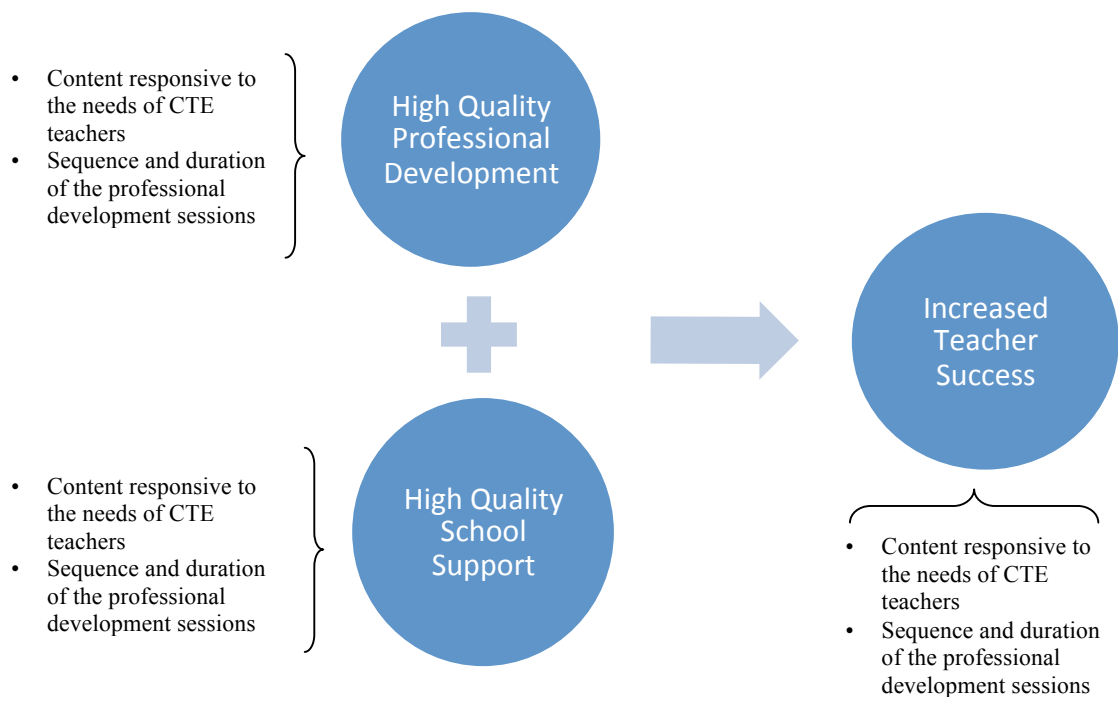 • Content responsive to
the needs of CTE
teachers
• Sequence and duration
of the professional
development sessions
High Quality
Professional
Development
Increased
Teacher
Success
• Content responsive to
the needs of CTE
teachers
• Sequence and duration
of the professional
development sessions
High Quality
School
Support
• Content responsive to
the needs of CTE
teachers
• Sequence and duration
of the professional
development sessions